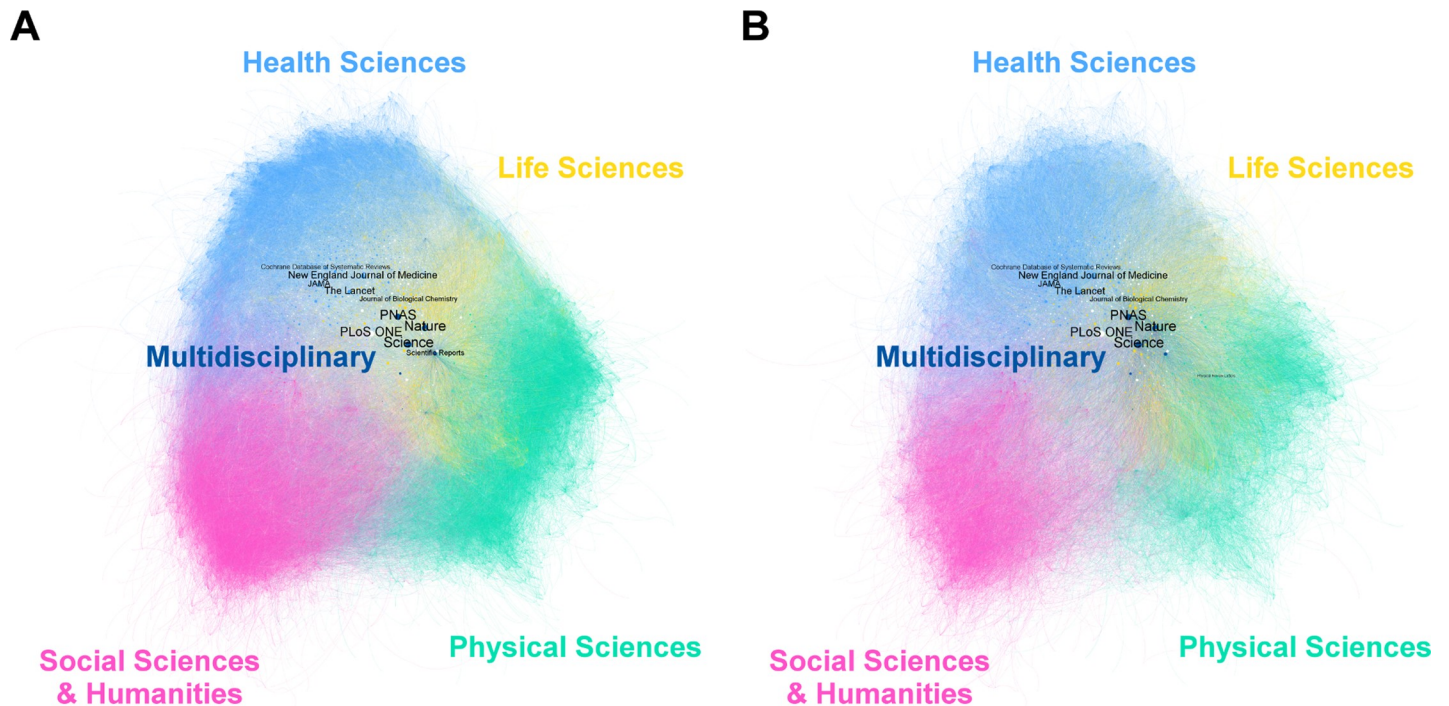 A
Health Sciences
Life Sciences
Cochrane Database of Systematic Reviews
New England Journal of Medicine
JAMA
The Lancet
Journal of Biological Chemistry
PNAS
Nature
PLoS ONE
Science
Scientific Reports
Multidisciplinary
Social Sciences
& Humanities
Physical Sciences
B
Health Sciences
Life Sciences
Cochrane Database of Systematic Reviews
New England Journal of Medicine
JAMA
The Lancet
Journal of Biological Chemistry
PNAS
Nature
PLoS ONE
Science
Multidisciplinary
Physical Review Letters
Social Sciences
& Humanities
Physical Sciences